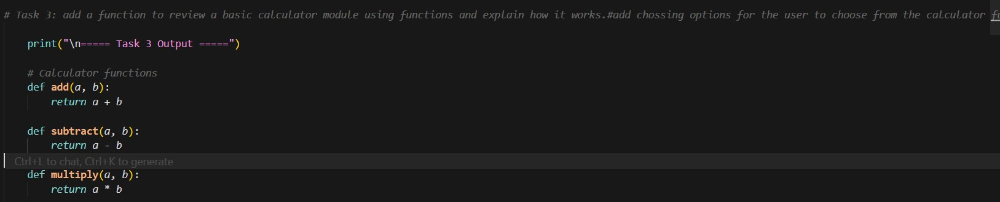 # Task 3: add a function to review a basic calculator module using functions and explain how it works.#add chossing options for the user to choose from the calculator
print("\n===== Task 3 Output =====")
# Calculator functions
def add(a, b):
return a + b
def subtract(a, b):
return a - b
Ctrl+L to chat, Ctrl+K to generate
def multiply(a, b):
return a * b